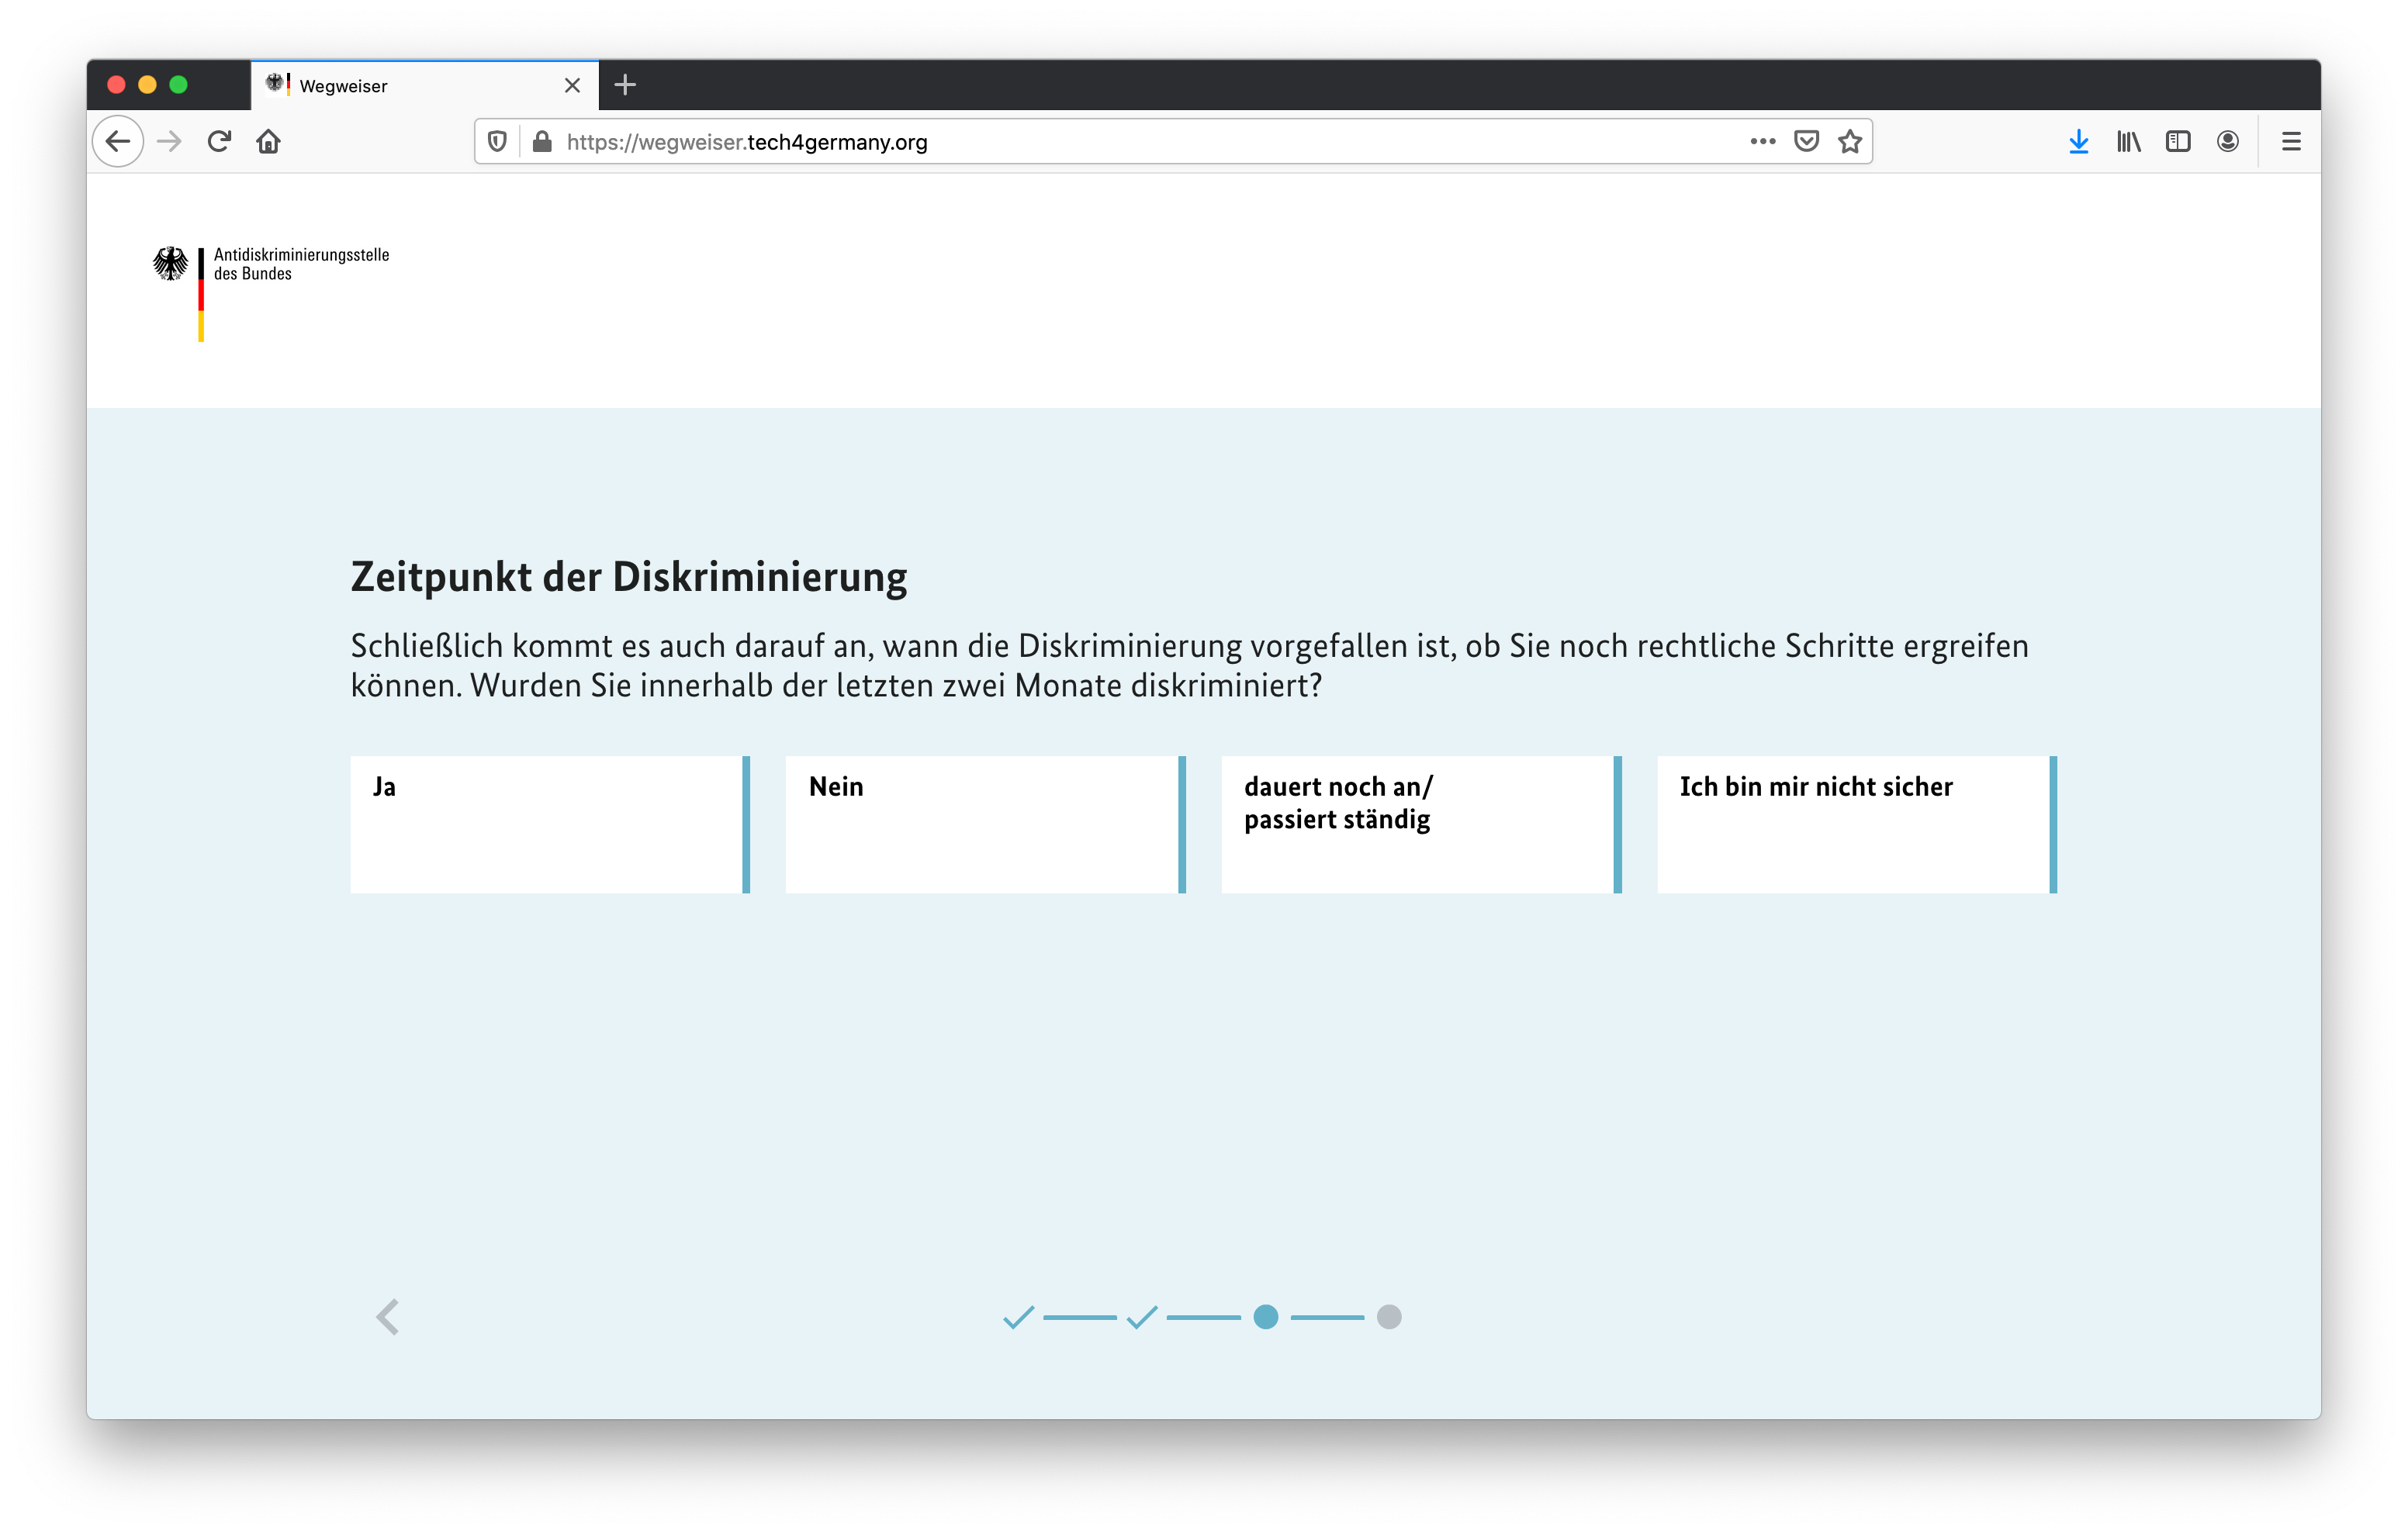 Wegweiser
https://wegweiser.tech4germany.org
Antidiskriminierungsstelle
des Bundes
Zeitpunkt der Diskriminierung
Schließlich kommt es auch darauf an, wann die Diskriminierung vorgefallen ist, ob Sie noch rechtliche Schritte ergreifen
können. Wurden Sie innerhalb der letzten zwei Monate diskriminiert?
Ja
Nein
dauert noch an/
passiert ständig
Ich bin mir nicht sicher